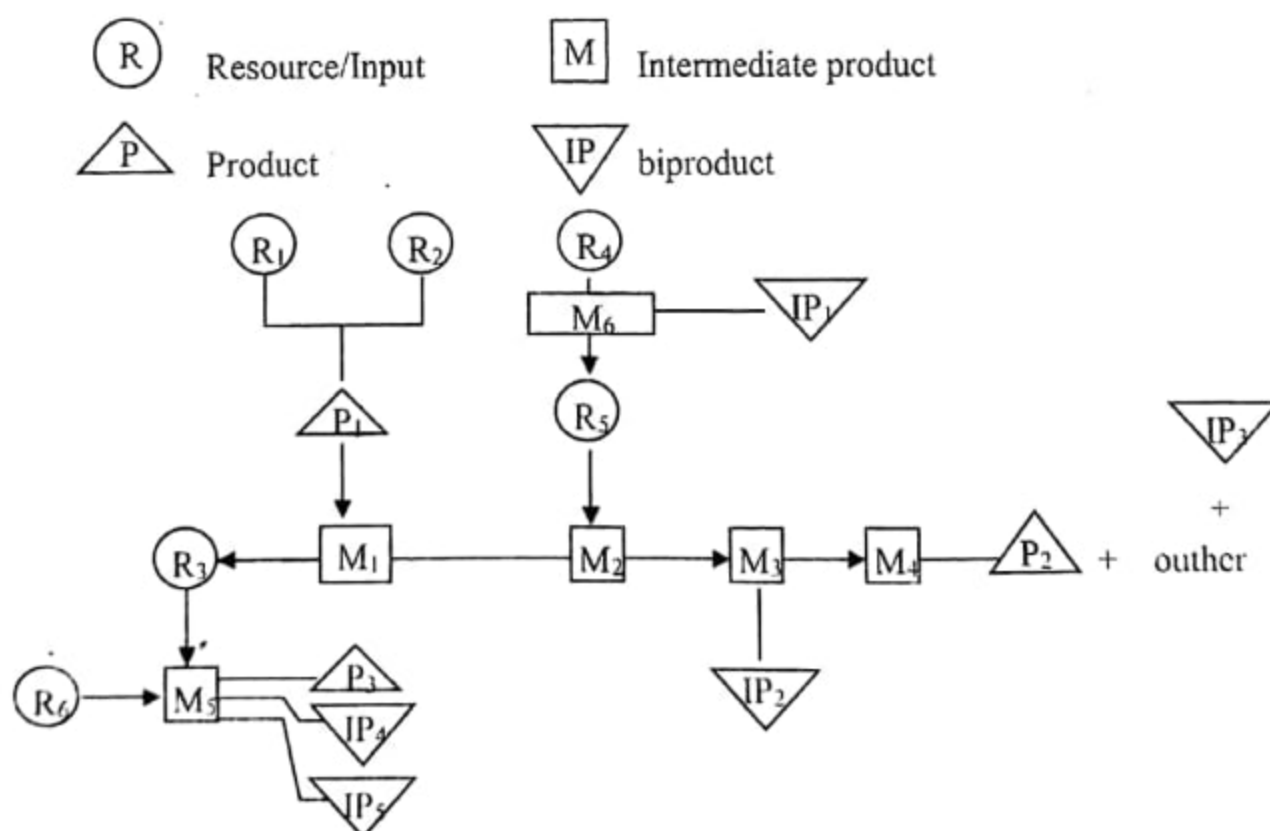 R Resource/Input M Intermediate product
P Product IP biproduct
R₁ R₂ R₄
M₆ IP₁
P₁ R₅ IP₃
+
R₃ M₁ M₂ M₃ M₄ P₂ + outher
R₆ M₅ P₃ IP₂
IP₄
IP₅